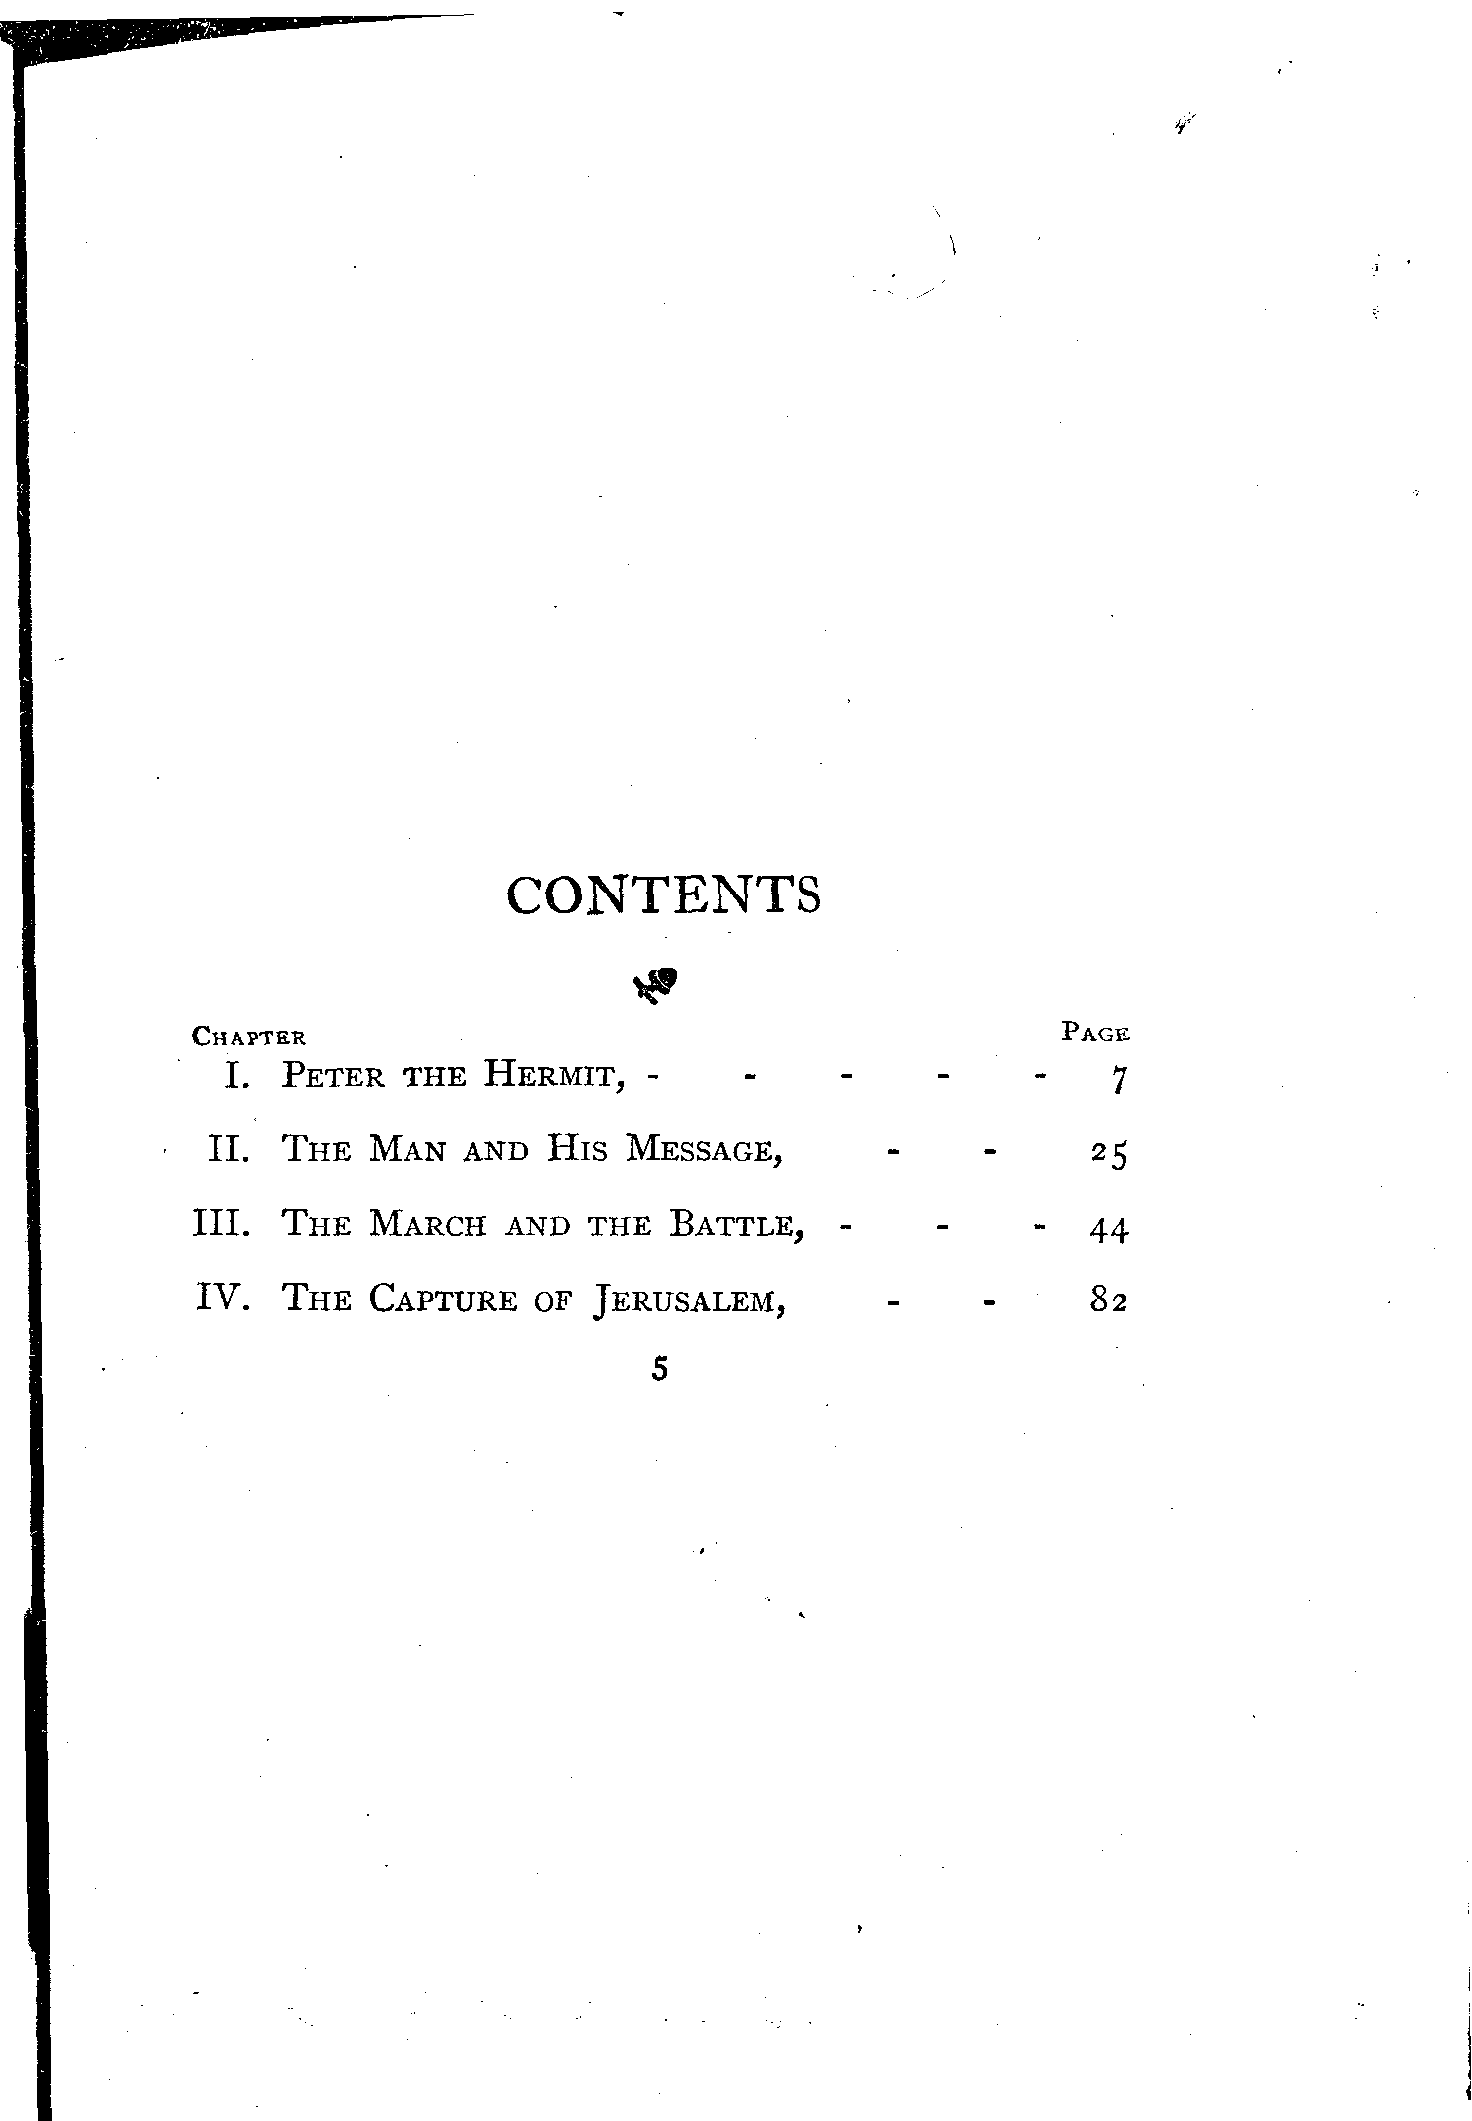 CONTENTS
CHAPTER PAGE
I. PETER THE HERMIT, - - - - - 7
II. THE MAN AND HIS MESSAGE, - - 25
III. THE MARCH AND THE BATTLE, - - - 44
IV. THE CAPTURE OF JERUSALEM, - - 82
5